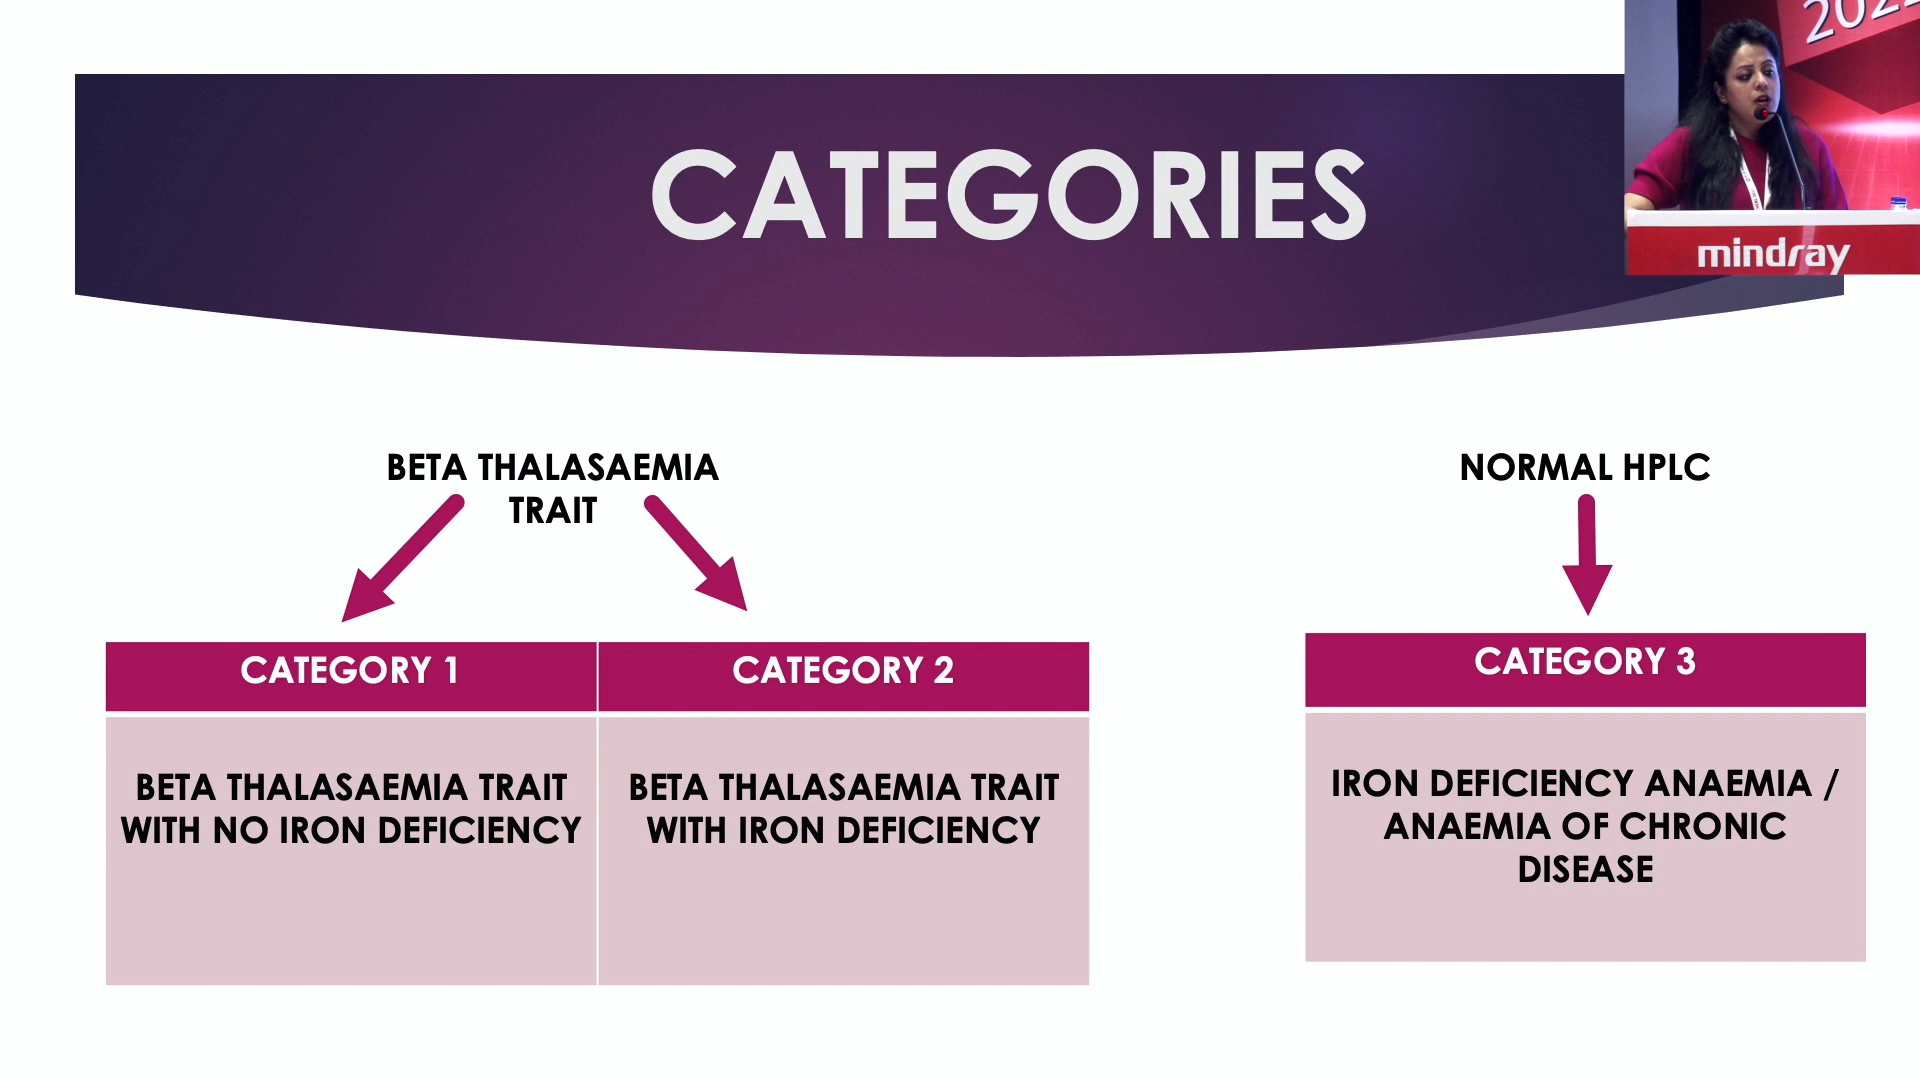 2022
mindray
CATEGORIES
BETA THALASAEMIA
TRAIT
NORMAL HPLC
CATEGORY 1
CATEGORY 2
CATEGORY 3
BETA THALASAEMIA TRAIT
WITH NO IRON DEFICIENCY
BETA THALASAEMIA TRAIT
WITH IRON DEFICIENCY
IRON DEFICIENCY ANAEMIA /
ANAEMIA OF CHRONIC
DISEASE